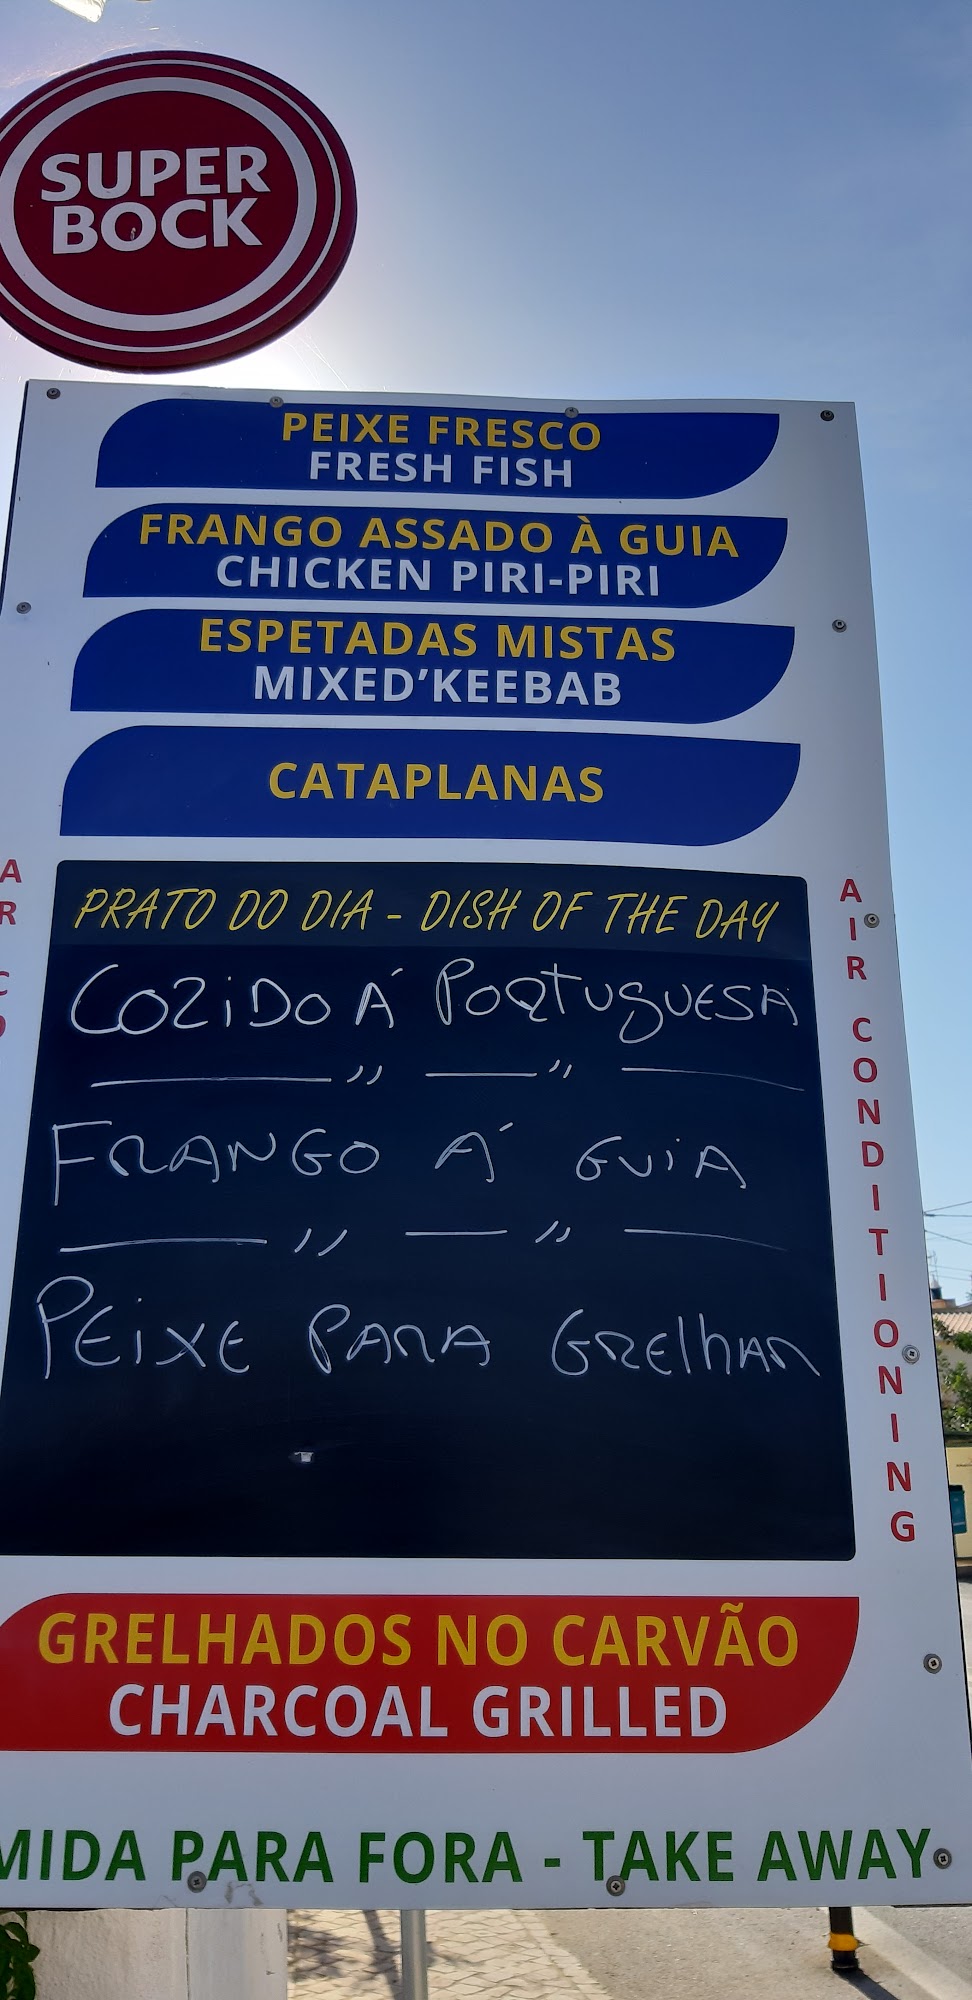 SUPER
BOCK
PEIXE FRESCO
FRESH FISH
FRANGO ASSADO À GUIA
CHICKEN PIRI-PIRI
ESPETADAS MISTAS
MIXED'KEEBAB
CATAPLANAS
PRATO DO DIA - DISH OF THE DAY
COZiDO Á PORTUGUESA
FRANGO Á GUiA
PEiXE PARA GRElhAR
AIR CONDITIONING
GRELHADOS NO CARVÃO
CHARCOAL GRILLED
MIDA PARA FORA - TAKE AWAY